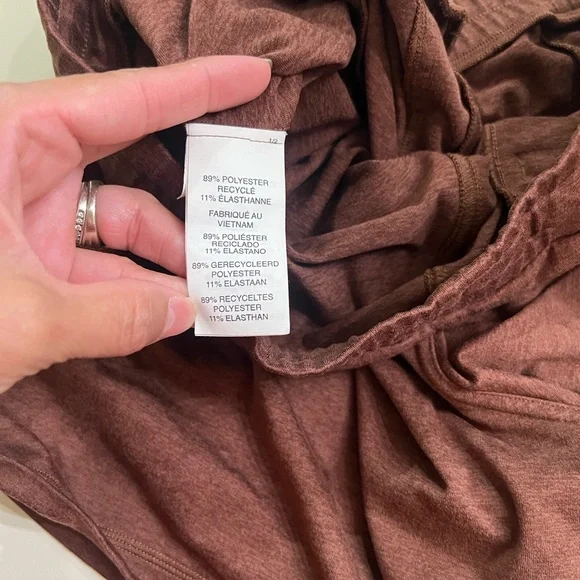 1/2
89% POLYESTER
RECYCLÉ
11% ÉLASTHANNE
FABRIQUÉ AU
VIETNAM
89% POLIÉSTER
RECICLADO
11% ELASTANO
89% GERECYCLEERD
POLYESTER
11% ELASTAAN
89% RECYCELTES
POLYESTER
11% ELASTHAN